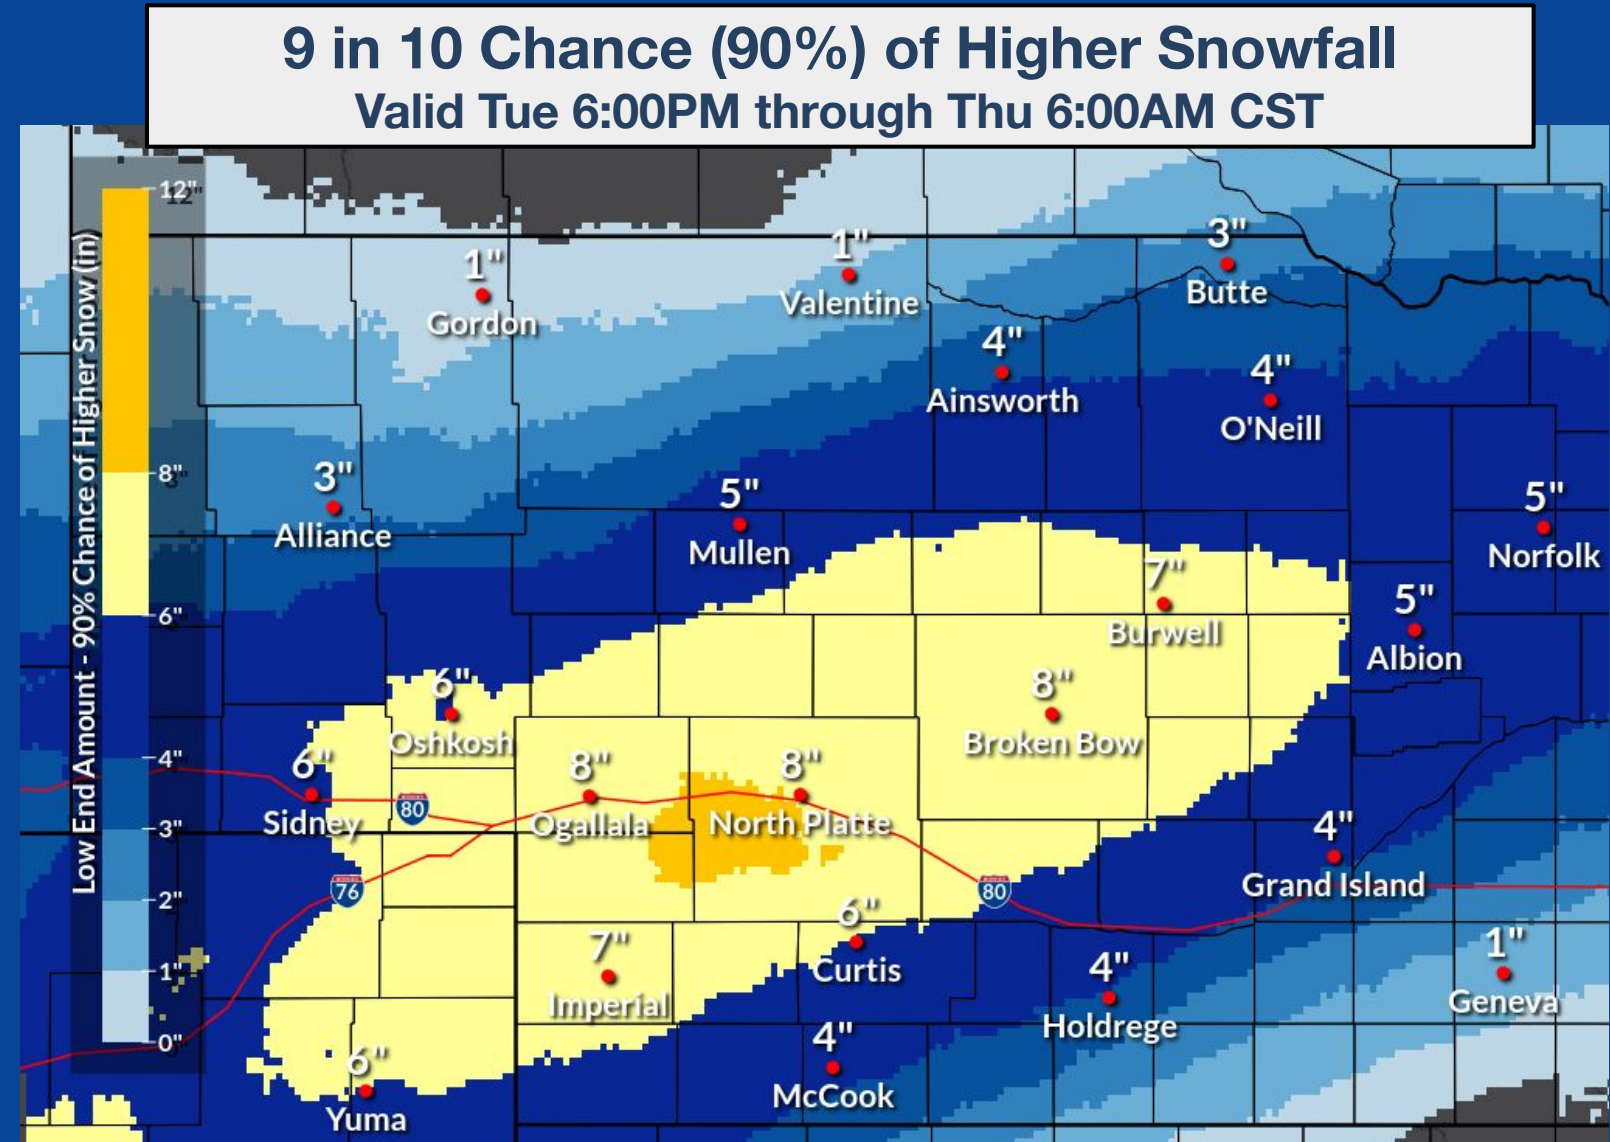 9 in 10 Chance (90%) of Higher Snowfall
Valid Tue 6:00PM through Thu 6:00AM CST
Low End Amount - 90% Chance of Higher Snow (in)
12"
8"
6"
4"
3"
2"
1"
0"
1"
Gordon
1"
Valentine
3"
Butte
4"
Ainsworth
4"
O'Neill
3"
Alliance
5"
Mullen
5"
Norfolk
7"
Burwell
5"
Albion
6"
Oshkosh
8"
Broken Bow
6"
Sidney
80
8"
Ogallala
8"
North Platte
4"
Grand Island
76
80
6"
Curtis
7"
Imperial
4"
Holdrege
1"
Geneva
6"
Yuma
4"
McCook